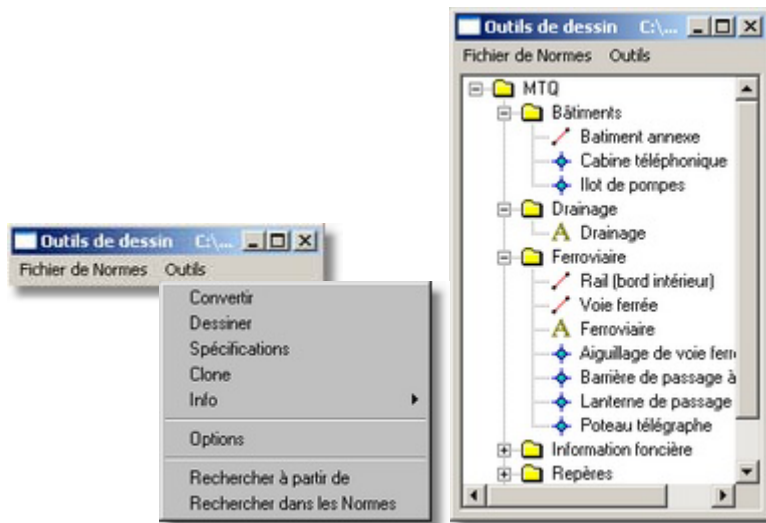 Outils de dessin C:\...
Fichier de Normes Outils
Convertir
Dessiner
Spécifications
Clone
Info
Options
Rechercher à partir de
Rechercher dans les Normes
Outils de dessin C:\...
Fichier de Normes Outils
MTQ
Bâtiments
Batiment annexe
Cabine téléphonique
Ilot de pompes
Drainage
A Drainage
Ferroviaire
Rail (bord intérieur)
Voie ferrée
A Ferroviaire
Aiguillage de voie ferr
Barrière de passage à
Lanterne de passage
Poteau télégraphe
Information foncière
Repères